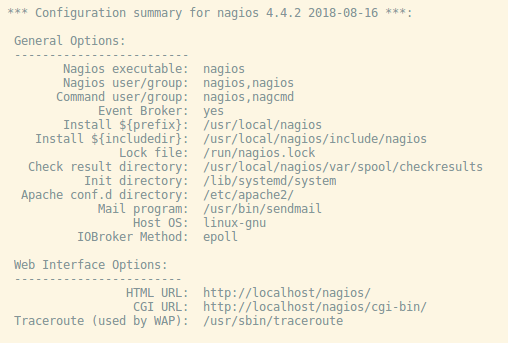 *** Configuration summary for nagios 4.4.2 2018-08-16 ***:
General Options:
-------------------------
Nagios executable: nagios
Nagios user/group: nagios,nagios
Command user/group: nagios,nagcmd
Event Broker: yes
Install ${prefix}: /usr/local/nagios
Install ${includedir}: /usr/local/nagios/include/nagios
Lock file: /run/nagios.lock
Check result directory: /usr/local/nagios/var/spool/checkresults
Init directory: /lib/systemd/system
Apache conf.d directory: /etc/apache2/
Mail program: /usr/bin/sendmail
Host OS: linux-gnu
IOBroker Method: epoll
Web Interface Options:
------------------------
HTML URL: http://localhost/nagios/
CGI URL: http://localhost/nagios/cgi-bin/
Traceroute (used by WAP): /usr/sbin/traceroute